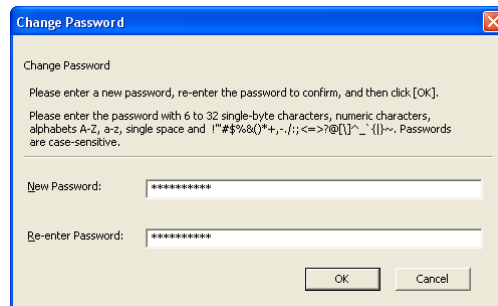 Change Password
Change Password
Please enter a new password, re-enter the password to confirm, and then click [OK].
Please enter the password with 6 to 32 single-byte characters, numeric characters,
alphabets A-Z, a-z, single space and !"'#$%&()*+,-./:;<=>?@[\]^_`{|}~. Passwords
are case-sensitive.
New Password: **********
Re-enter Password: **********
OK Cancel